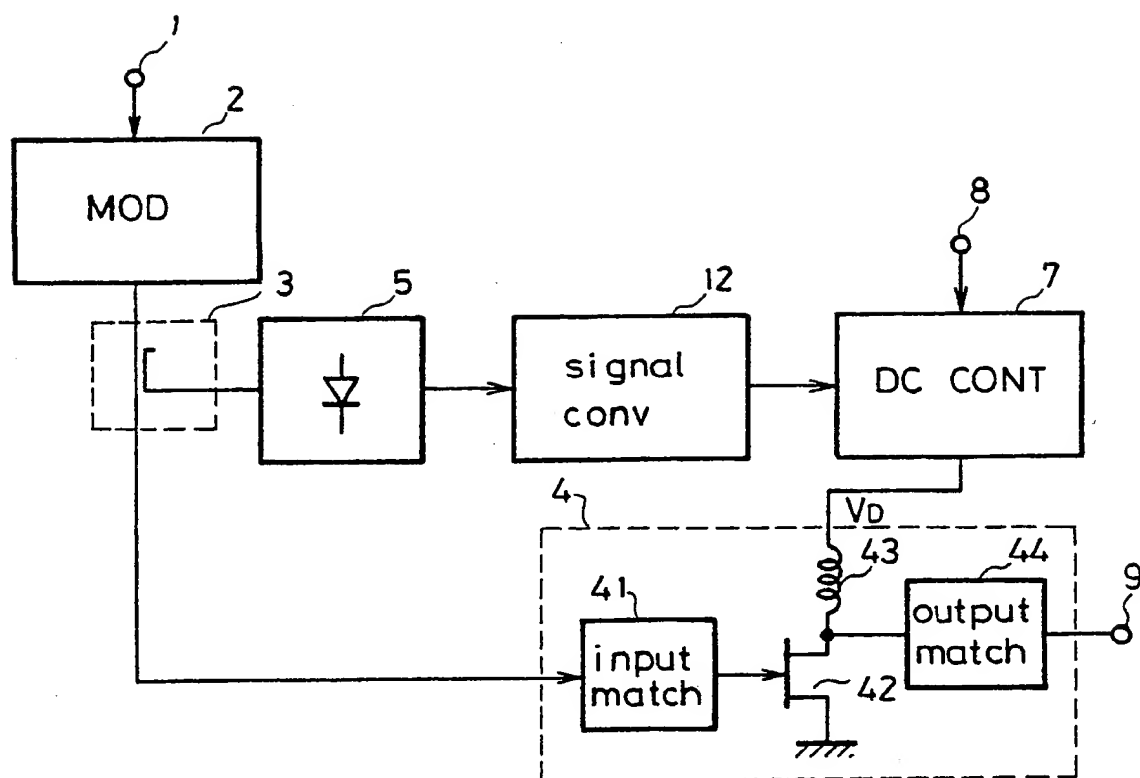 1
2
MOD
3
5
12
signal
conv
8
7
DC CONT
4
VD
43
44
output
match
9
41
input
match
42